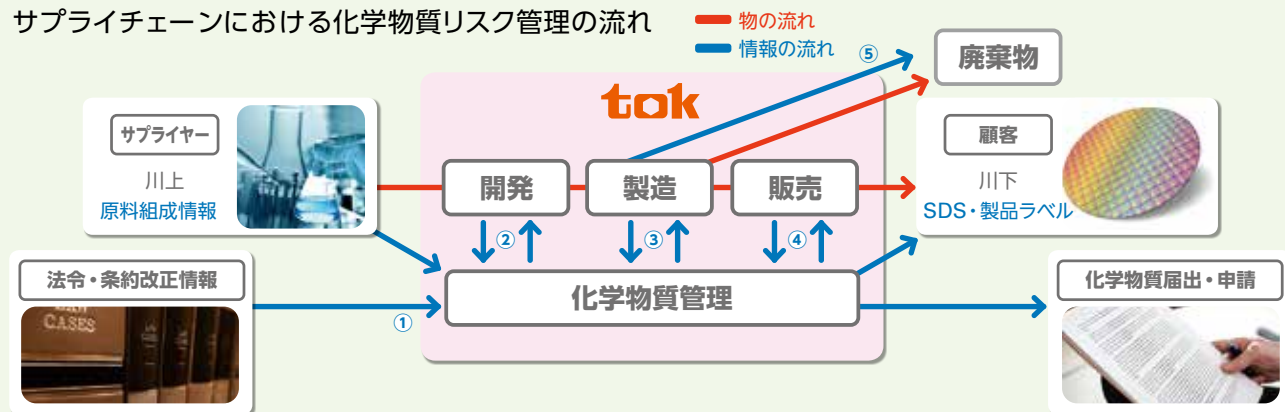 サプライチェーンにおける化学物質リスク管理の流れ
物の流れ
情報の流れ
⑤
廃棄物
tok
サプライヤー
川上
原料組成情報
開発
製造
販売
顧客
川下
SDS・製品ラベル
②
③
④
法令・条約改正情報
CASES
①
化学物質管理
化学物質届出・申請